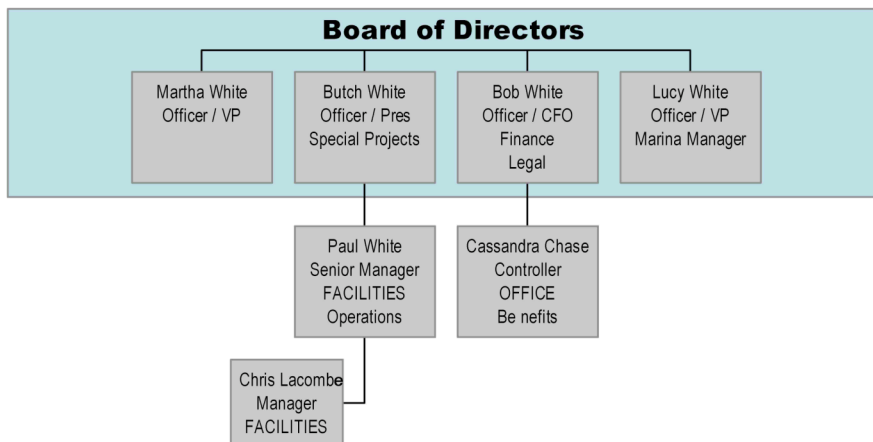 Board of Directors
Martha White
Officer / VP
Butch White
Officer / Pres
Special Projects
Bob White
Officer / CFO
Finance
Legal
Lucy White
Officer / VP
Marina Manager
Paul White
Senior Manager
FACILITIES
Operations
Cassandra Chase
Controller
OFFICE
Be nefits
Chris Lacombe
Manager
FACILITIES